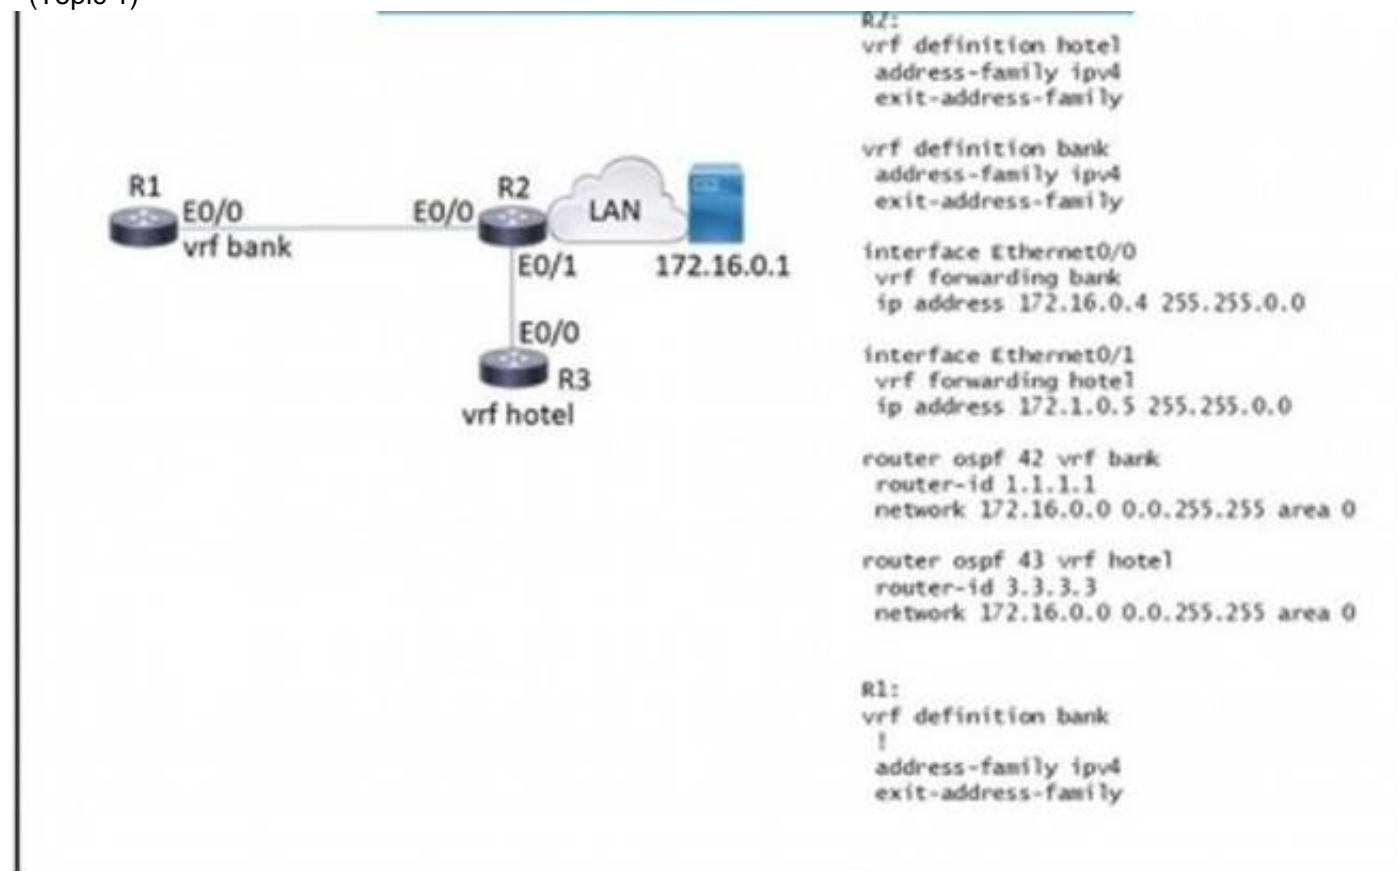 (Topic 1)
R1
E0/0
vrf bank
E0/0
R2
LAN
E0/1
172.16.0.1
E0/0
R3
vrf hotel
R2:
vrf definition hotel
address-family ipv4
exit-address-family
vrf definition bank
address-family ipv4
exit-address-family
interface Ethernet0/0
vrf forwarding bank
ip address 172.16.0.4 255.255.0.0
interface Ethernet0/1
vrf forwarding hotel
ip address 172.1.0.5 255.255.0.0
router ospf 42 vrf bank
router-id 1.1.1.1
network 172.16.0.0 0.0.255.255 area 0
router ospf 43 vrf hotel
router-id 3.3.3.3
network 172.16.0.0 0.0.255.255 area 0
R1:
vrf definition bank
!
address-family ipv4
exit-address-family